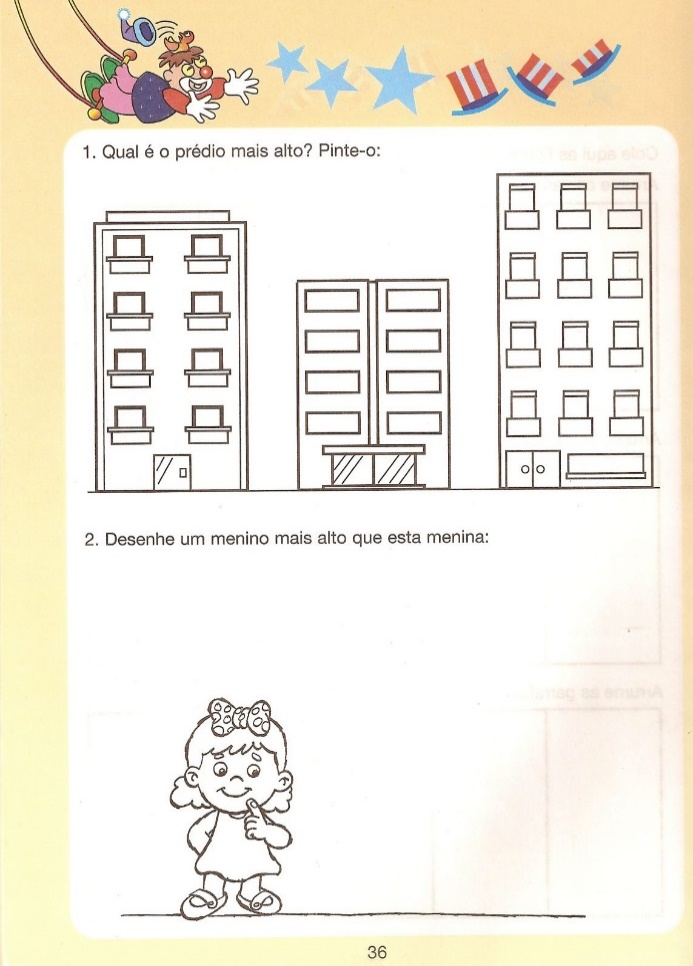 1. Qual é o prédio mais alto? Pinte-o:
2. Desenhe um menino mais alto que esta menina:
36